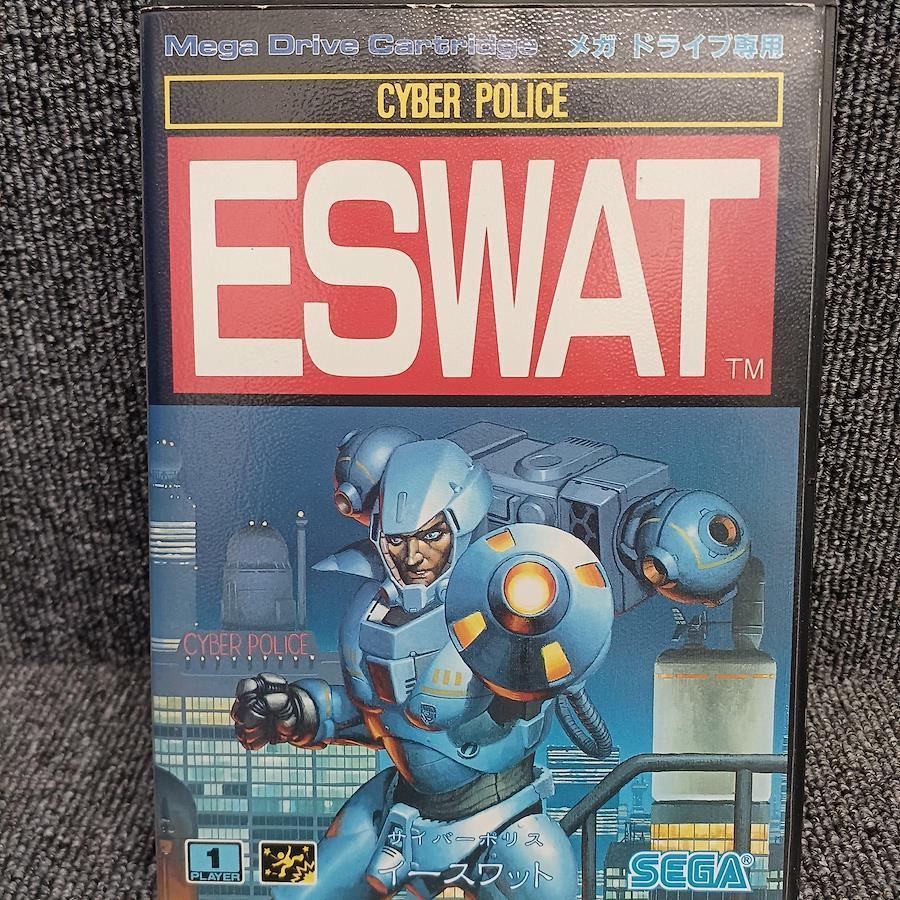 Mega Drive Cartridge メガ ドライブ専用
CYBER POLICE
ESWAT
TM
CYBER POLICE
サイバーポリス
イースワット
1
PLAYER
SEGA®